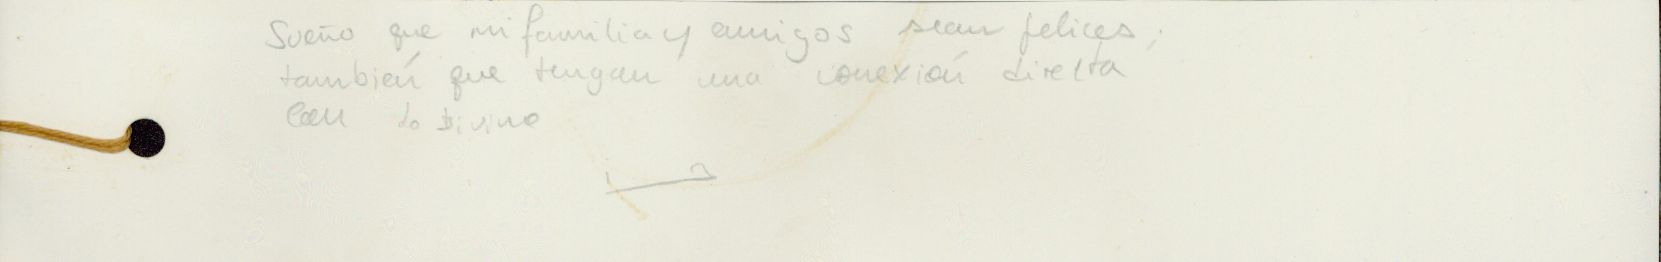 Sueño que mi familia y amigos sean felices,
también que tengan una conexión directa
con lo Divino